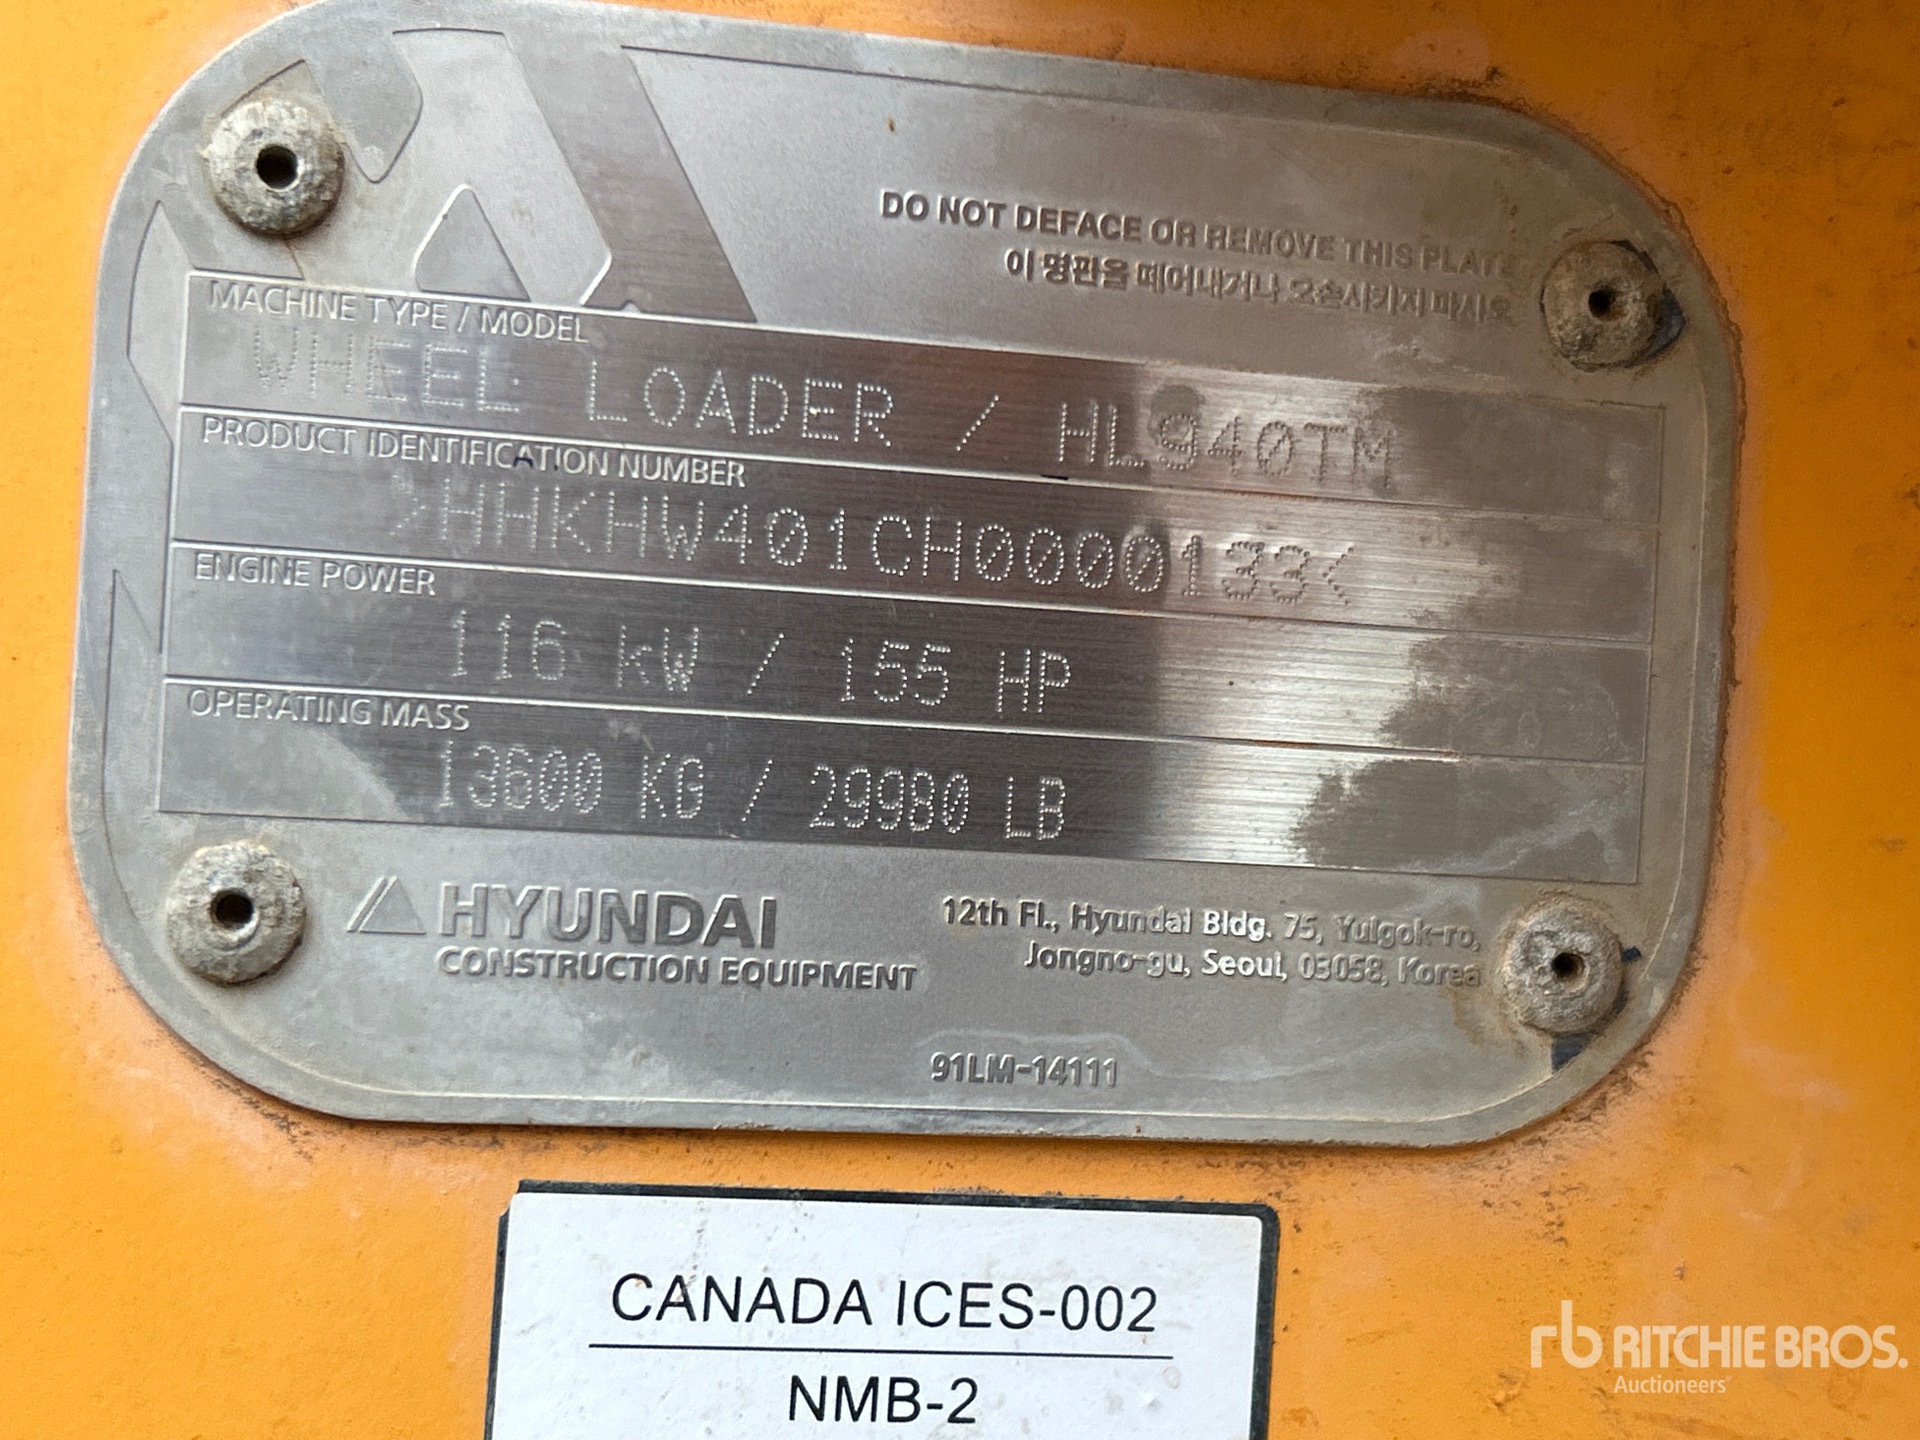 DO NOT DEFACE OR REMOVE THIS PLATE
이 명판을 떼어내거나 오손시키지 마시오
MACHINE TYPE / MODEL
WHEEL LOADER / HL940TM
PRODUCT IDENTIFICATION NUMBER
>HHKHW401CH0000133<
ENGINE POWER
116 kW / 155 HP
OPERATING MASS
13600 KG / 29980 LB
HYUNDAI
CONSTRUCTION EQUIPMENT
12th Fl., Hyundai Bldg. 75, Yulgok-ro,
Jongno-gu, Seoul, 03058, Korea
91LM-14111
CANADA ICES-002
NMB-2
rb RITCHIE BROS.
Auctioneers